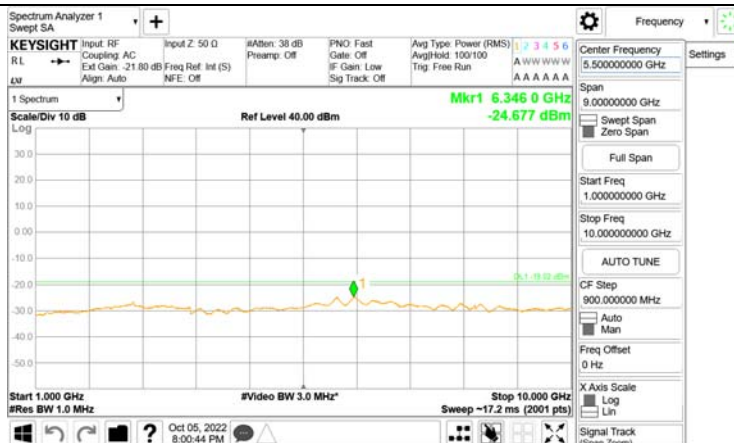 Spectrum Analyzer 1
Swept SA
+
Frequency
KEYSIGHT
RL
Input: RF
Coupling: AC
Ext Gain: -21.80 dB
Align: Auto
Input Z: 50 Ω
Freq Ref: Int (S)
NFE: Off
#Atten: 38 dB
Preamp: Off
PNO: Fast
Gate: Off
IF Gain: Low
Sig Track: Off
Avg Type: Power (RMS)
Avg|Hold: 100/100
Trig: Free Run
1 2 3 4 5 6
A W W W W W
A A A A A A
1 Spectrum
Scale/Div 10 dB
Ref Level 40.00 dBm
Mkr1 6.346 0 GHz
-24.677 dBm
Log
30.0
20.0
10.0
0.00
-10.0
-20.0
-30.0
-40.0
-50.0
1
Start 1.000 GHz
#Res BW 1.0 MHz
#Video BW 3.0 MHz*
Stop 10.000 GHz
Sweep ~17.2 ms (2001 pts)
?
Oct 05, 2022
8:00:44 PM
Center Frequency
5.500000000 GHz
Settings
Span
9.00000000 GHz
Swept Span
Zero Span
Full Span
Start Freq
1.000000000 GHz
Stop Freq
10.000000000 GHz
AUTO TUNE
CF Step
900.000000 MHz
Auto
Man
Freq Offset
0 Hz
X Axis Scale
Log
Lin
Signal Track
(Span Zoom)